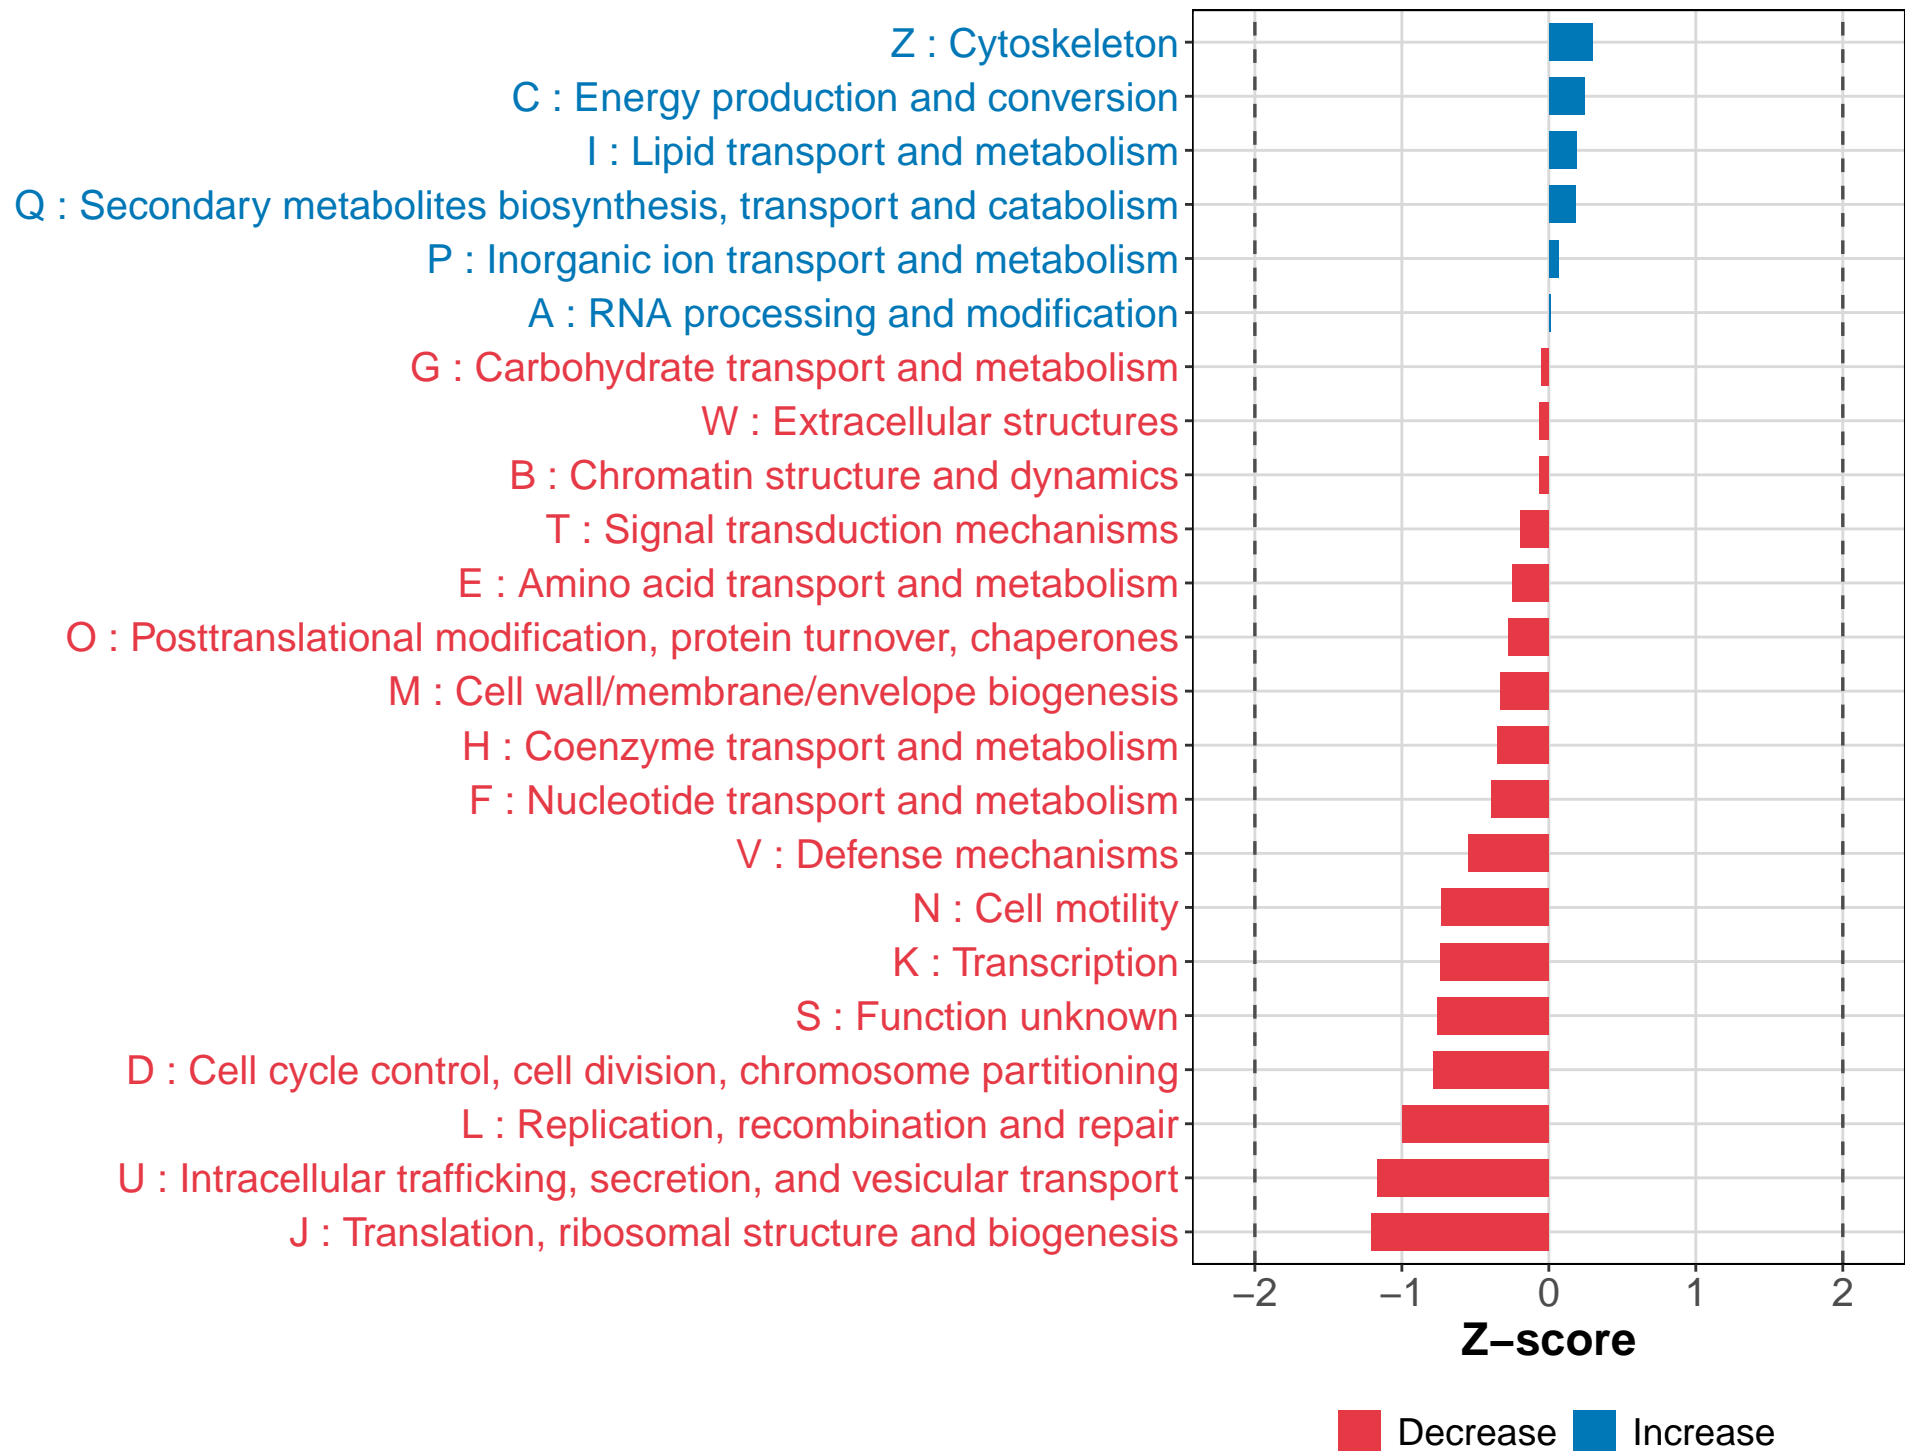 Z : Cytoskeleton
C : Energy production and conversion
I : Lipid transport and metabolism
Q : Secondary metabolites biosynthesis, transport and catabolism
P : Inorganic ion transport and metabolism
A : RNA processing and modification
G : Carbohydrate transport and metabolism
W : Extracellular structures
B : Chromatin structure and dynamics
T : Signal transduction mechanisms
E : Amino acid transport and metabolism
O : Posttranslational modification, protein turnover, chaperones
M : Cell wall/membrane/envelope biogenesis
H : Coenzyme transport and metabolism
F : Nucleotide transport and metabolism
V : Defense mechanisms
N : Cell motility
K : Transcription
S : Function unknown
D : Cell cycle control, cell division, chromosome partitioning
L : Replication, recombination and repair
U : Intracellular trafficking, secretion, and vesicular transport
J : Translation, ribosomal structure and biogenesis
−2 −1 0 1 2
Z−score
Decrease Increase